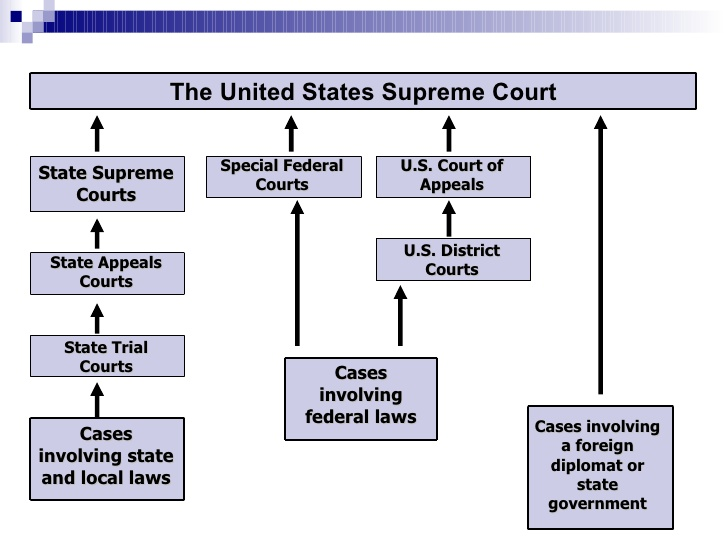 The United States Supreme Court
State Supreme
Courts
Special Federal
Courts
U.S. Court of
Appeals
State Appeals
Courts
U.S. District
Courts
State Trial
Courts
Cases
involving
federal laws
Cases
involving state
and local laws
Cases involving
a foreign
diplomat or
state
government